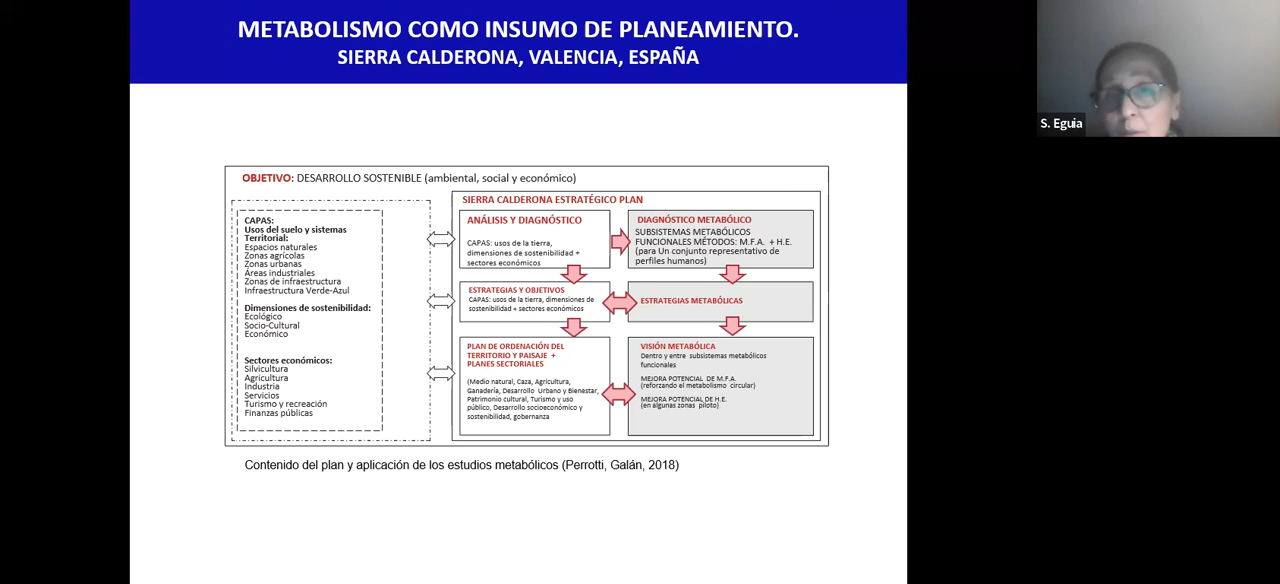 METABOLISMO COMO INSUMO DE PLANEAMIENTO.
SIERRA CALDERONA, VALENCIA, ESPAÑA
S. Eguia
OBJETIVO: DESARROLLO SOSTENIBLE (ambiental, social y económico)
CAPAS:
Usos del suelo y sistemas
Territorial:
Espacios naturales
Zonas agrícolas
Zonas urbanas
Áreas industriales
Zonas de infraestructura
Infraestructura Verde-Azul
Dimensiones de sostenibilidad:
Ecológico
Socio-Cultural
Económico
Sectores económicos:
Silvicultura
Agricultura
Industria
Servicios
Turismo y recreación
Finanzas públicas
SIERRA CALDERONA ESTRATÉGICO PLAN
ANÁLISIS Y DIAGNÓSTICO
CAPAS: usos de la tierra,
dimensiones de sostenibilidad +
sectores económicos
DIAGNÓSTICO METABÓLICO
SUBSISTEMAS METABÓLICOS
FUNCIONALES MÉTODOS: M.F.A. + H.E.
(para Un conjunto representativo de
perfiles humanos)
ESTRATEGIAS Y OBJETIVOS
CAPAS: usos de la tierra, dimensiones de
sostenibilidad + sectores económicos
ESTRATEGIAS METABÓLICAS
PLAN DE ORDENACIÓN DEL
TERRITORIO Y PAISAJE +
PLANES SECTORIALES
(Medio natural, Caza, Agricultura,
Ganadería, Desarrollo Urbano y Bienestar,
Patrimonio cultural, Turismo y uso
público, Desarrollo socioeconómico y
sostenibilidad, gobernanza
VISIÓN METABÓLICA
Dentro y entre subsistemas metabólicos
funcionales
MEJORA POTENCIAL DE M.F.A.
(reforzando el metabolismo circular)
MEJORA POTENCIAL DE H.E.
(en algunas zonas piloto)
Contenido del plan y aplicación de los estudios metabólicos (Perrotti, Galán, 2018)